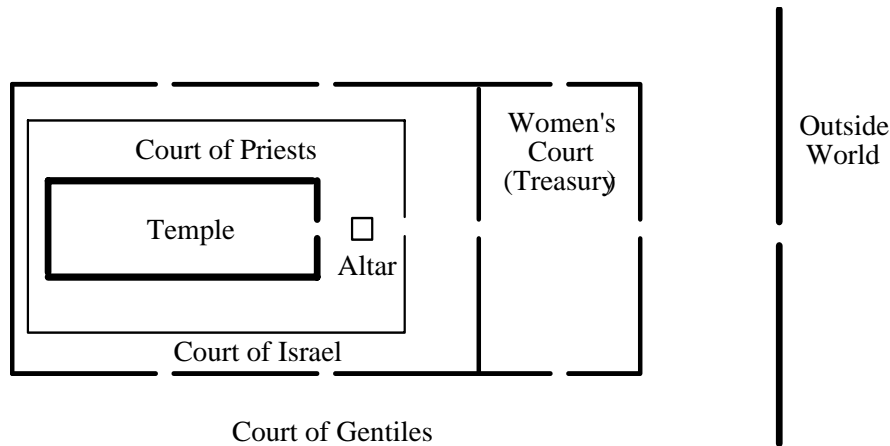 Women's
Court
(Treasury)
Outside
World
Court of Priests
Temple
Altar
Court of Israel
Court of Gentiles